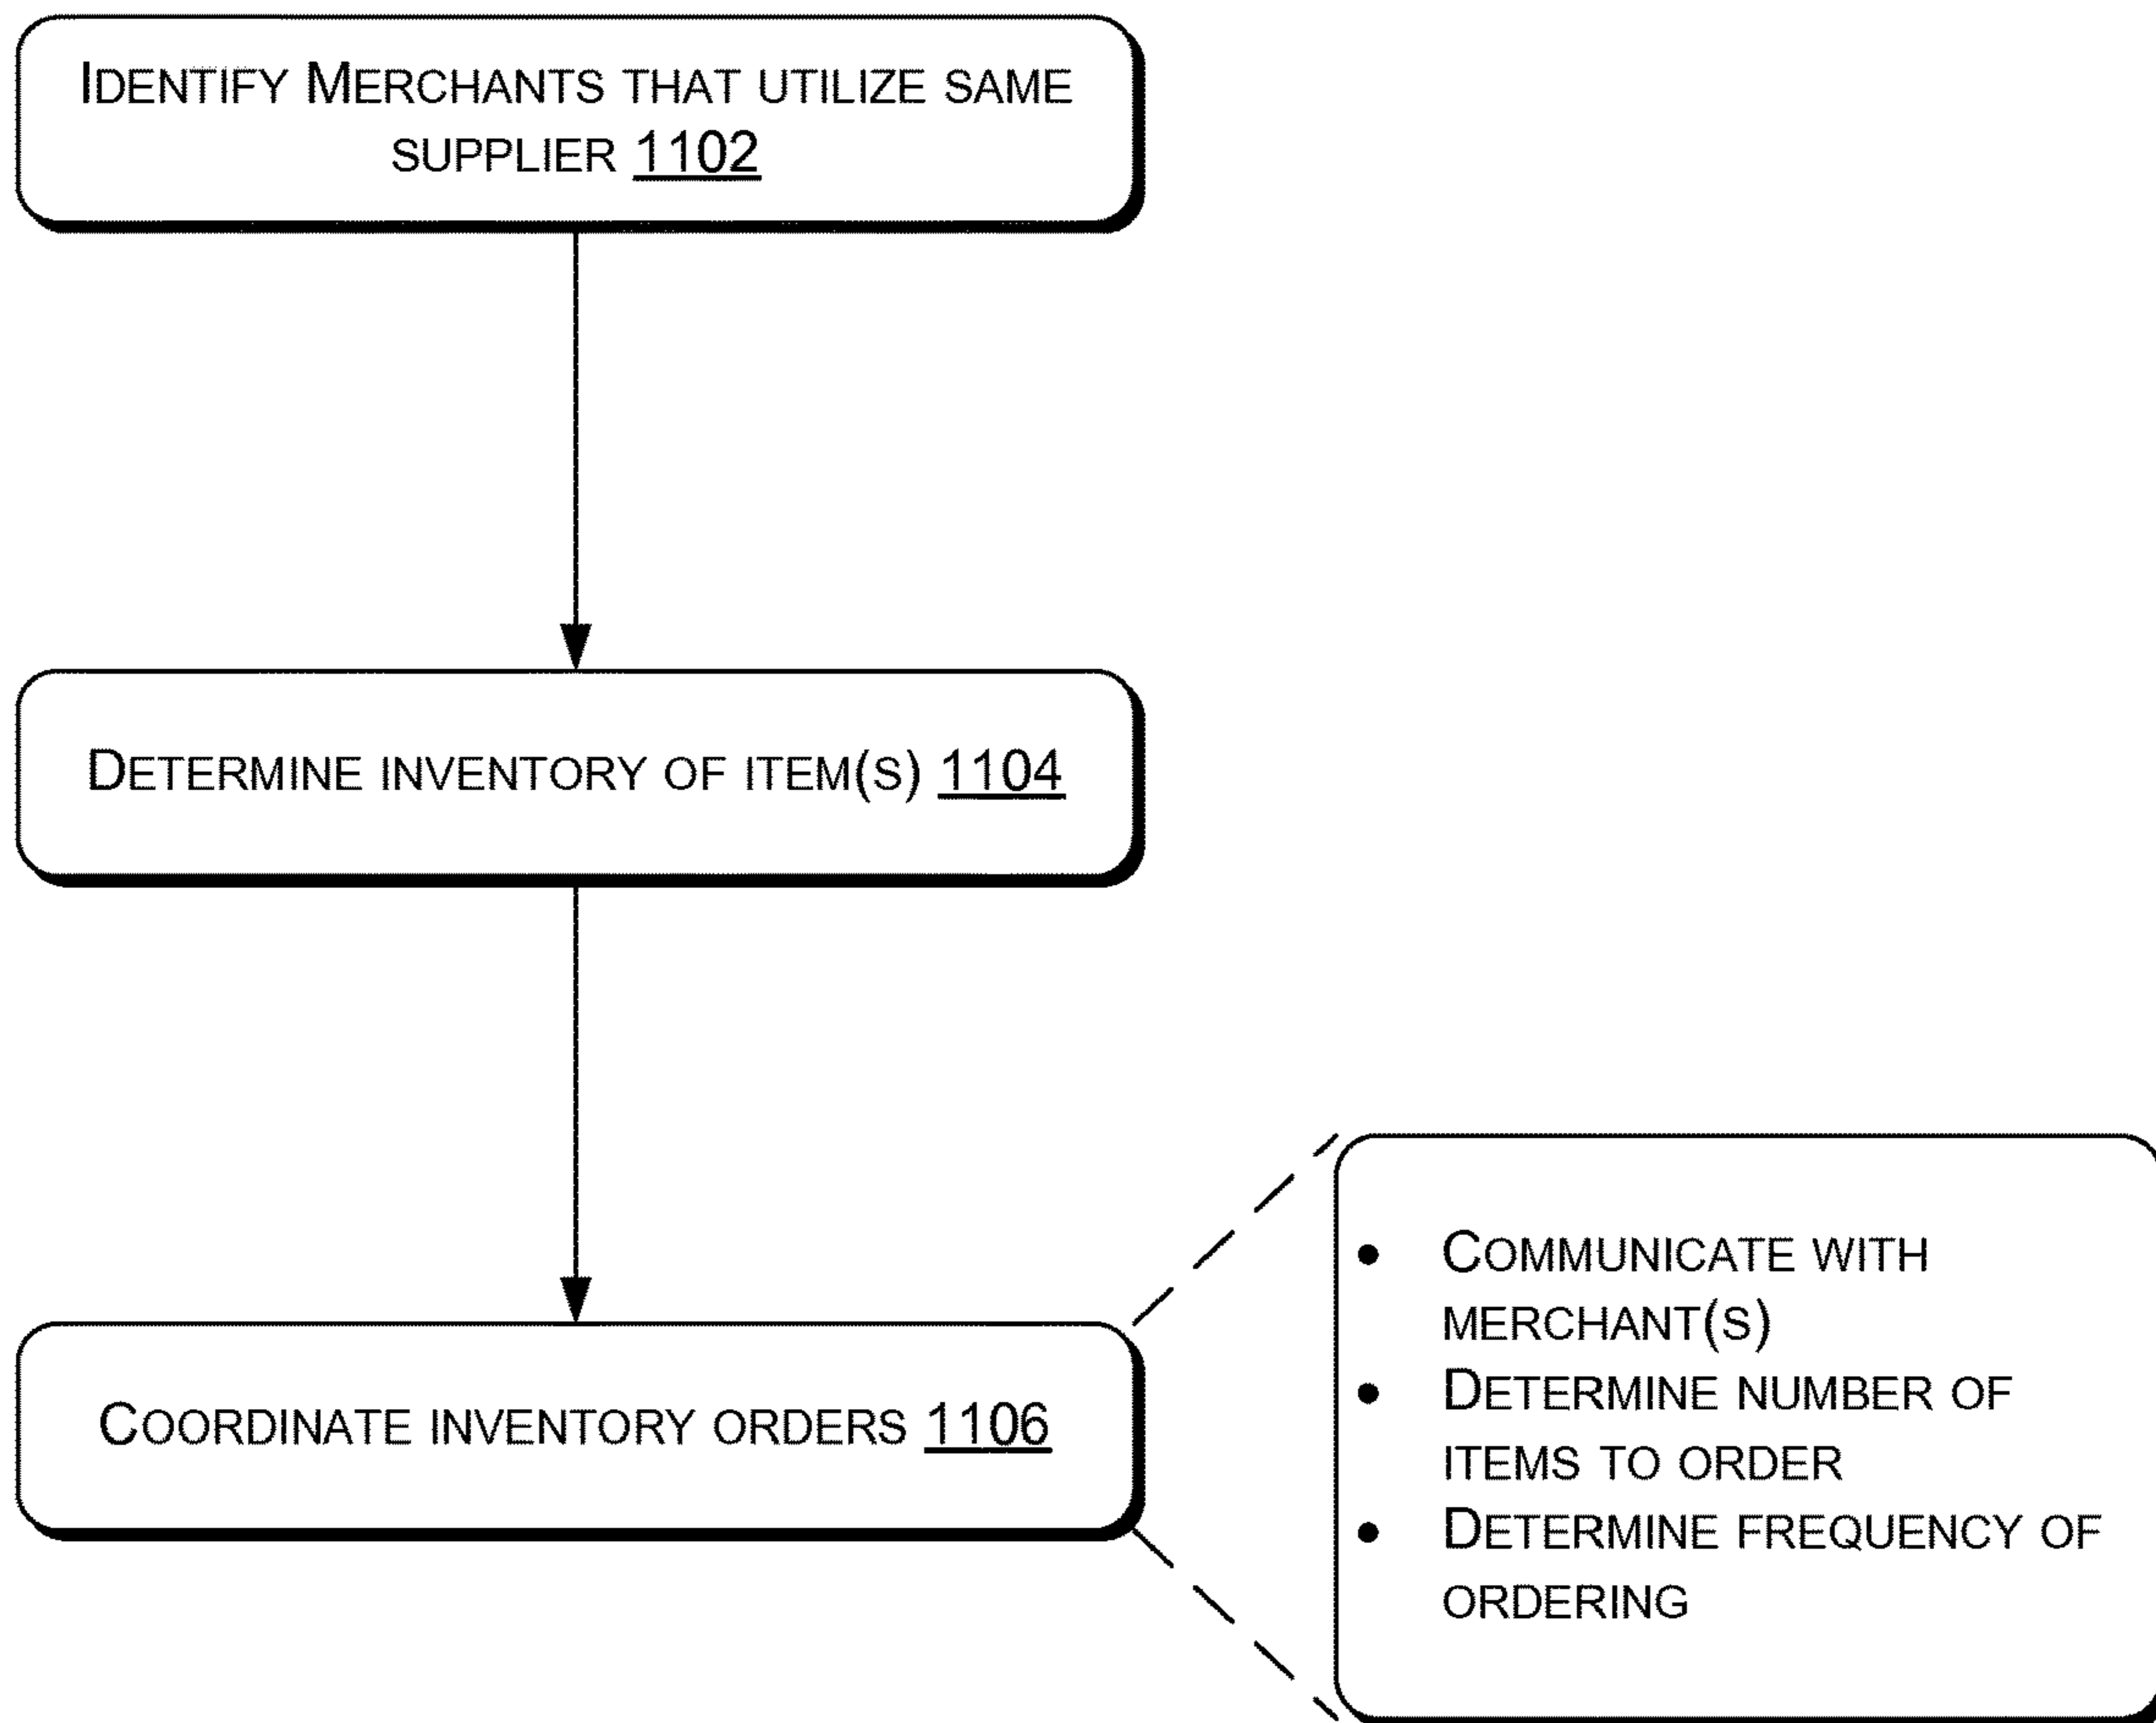 IDENTIFY MERCHANTS THAT UTILIZE SAME
SUPPLIER 1102
DETERMINE INVENTORY OF ITEM(S) 1104
COORDINATE INVENTORY ORDERS 1106
• COMMUNICATE WITH
MERCHANT(S)
• DETERMINE NUMBER OF
ITEMS TO ORDER
• DETERMINE FREQUENCY OF
ORDERING